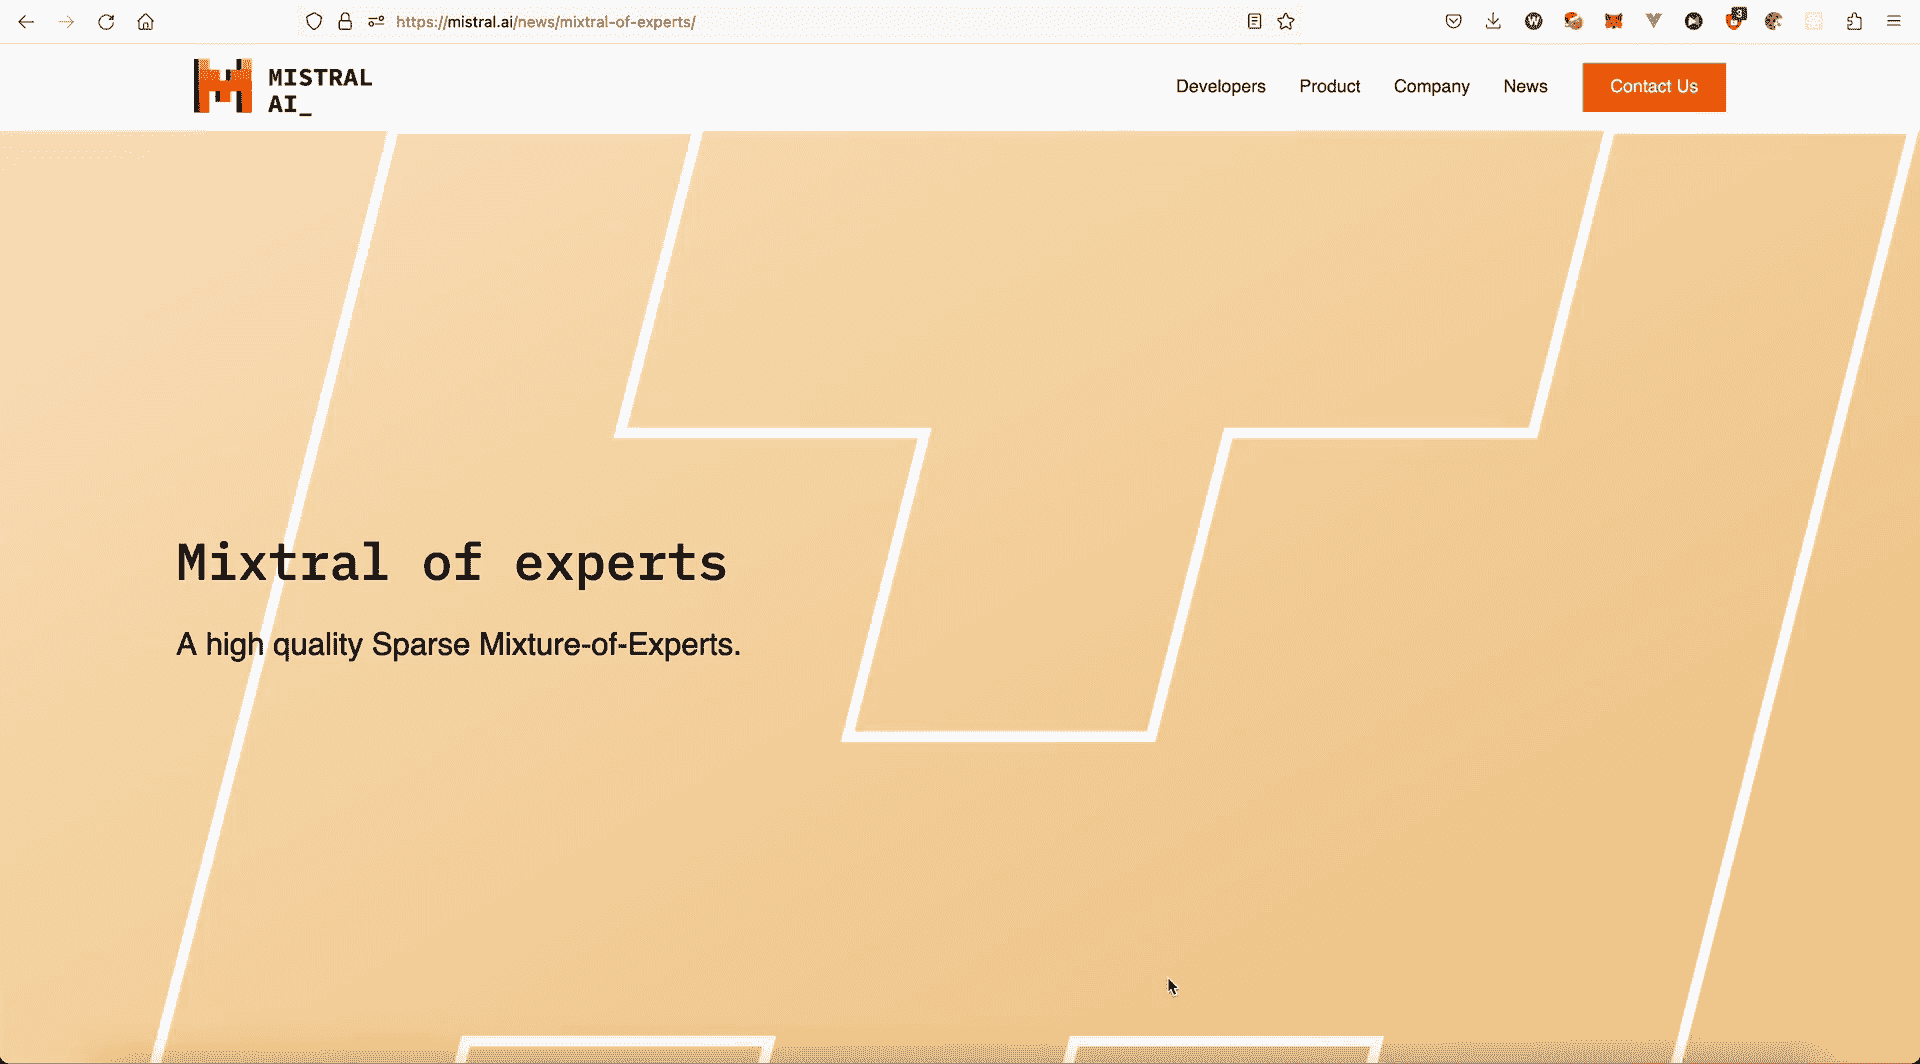 https://mistral.ai/news/mixtral-of-experts/
3
MISTRAL
AI_
Developers Product Company News Contact Us
Mixtral of experts
A high quality Sparse Mixture-of-Experts.